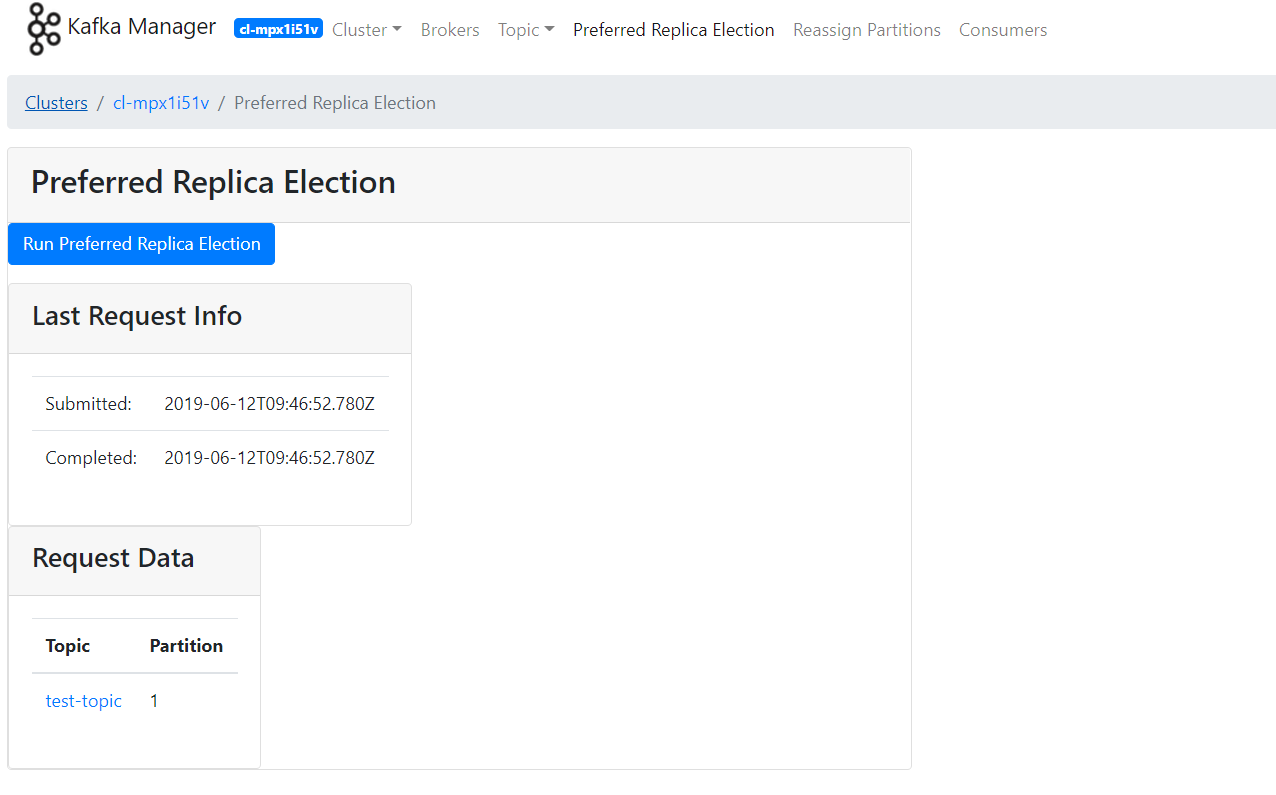 Kafka Manager cl-mpx1i51v Cluster Brokers Topic Preferred Replica Election Reassign Partitions Consumers
Clusters / cl-mpx1i51v / Preferred Replica Election
Preferred Replica Election
Run Preferred Replica Election
Last Request Info
Submitted: 2019-06-12T09:46:52.780Z
Completed: 2019-06-12T09:46:52.780Z
Request Data
Topic Partition
test-topic 1